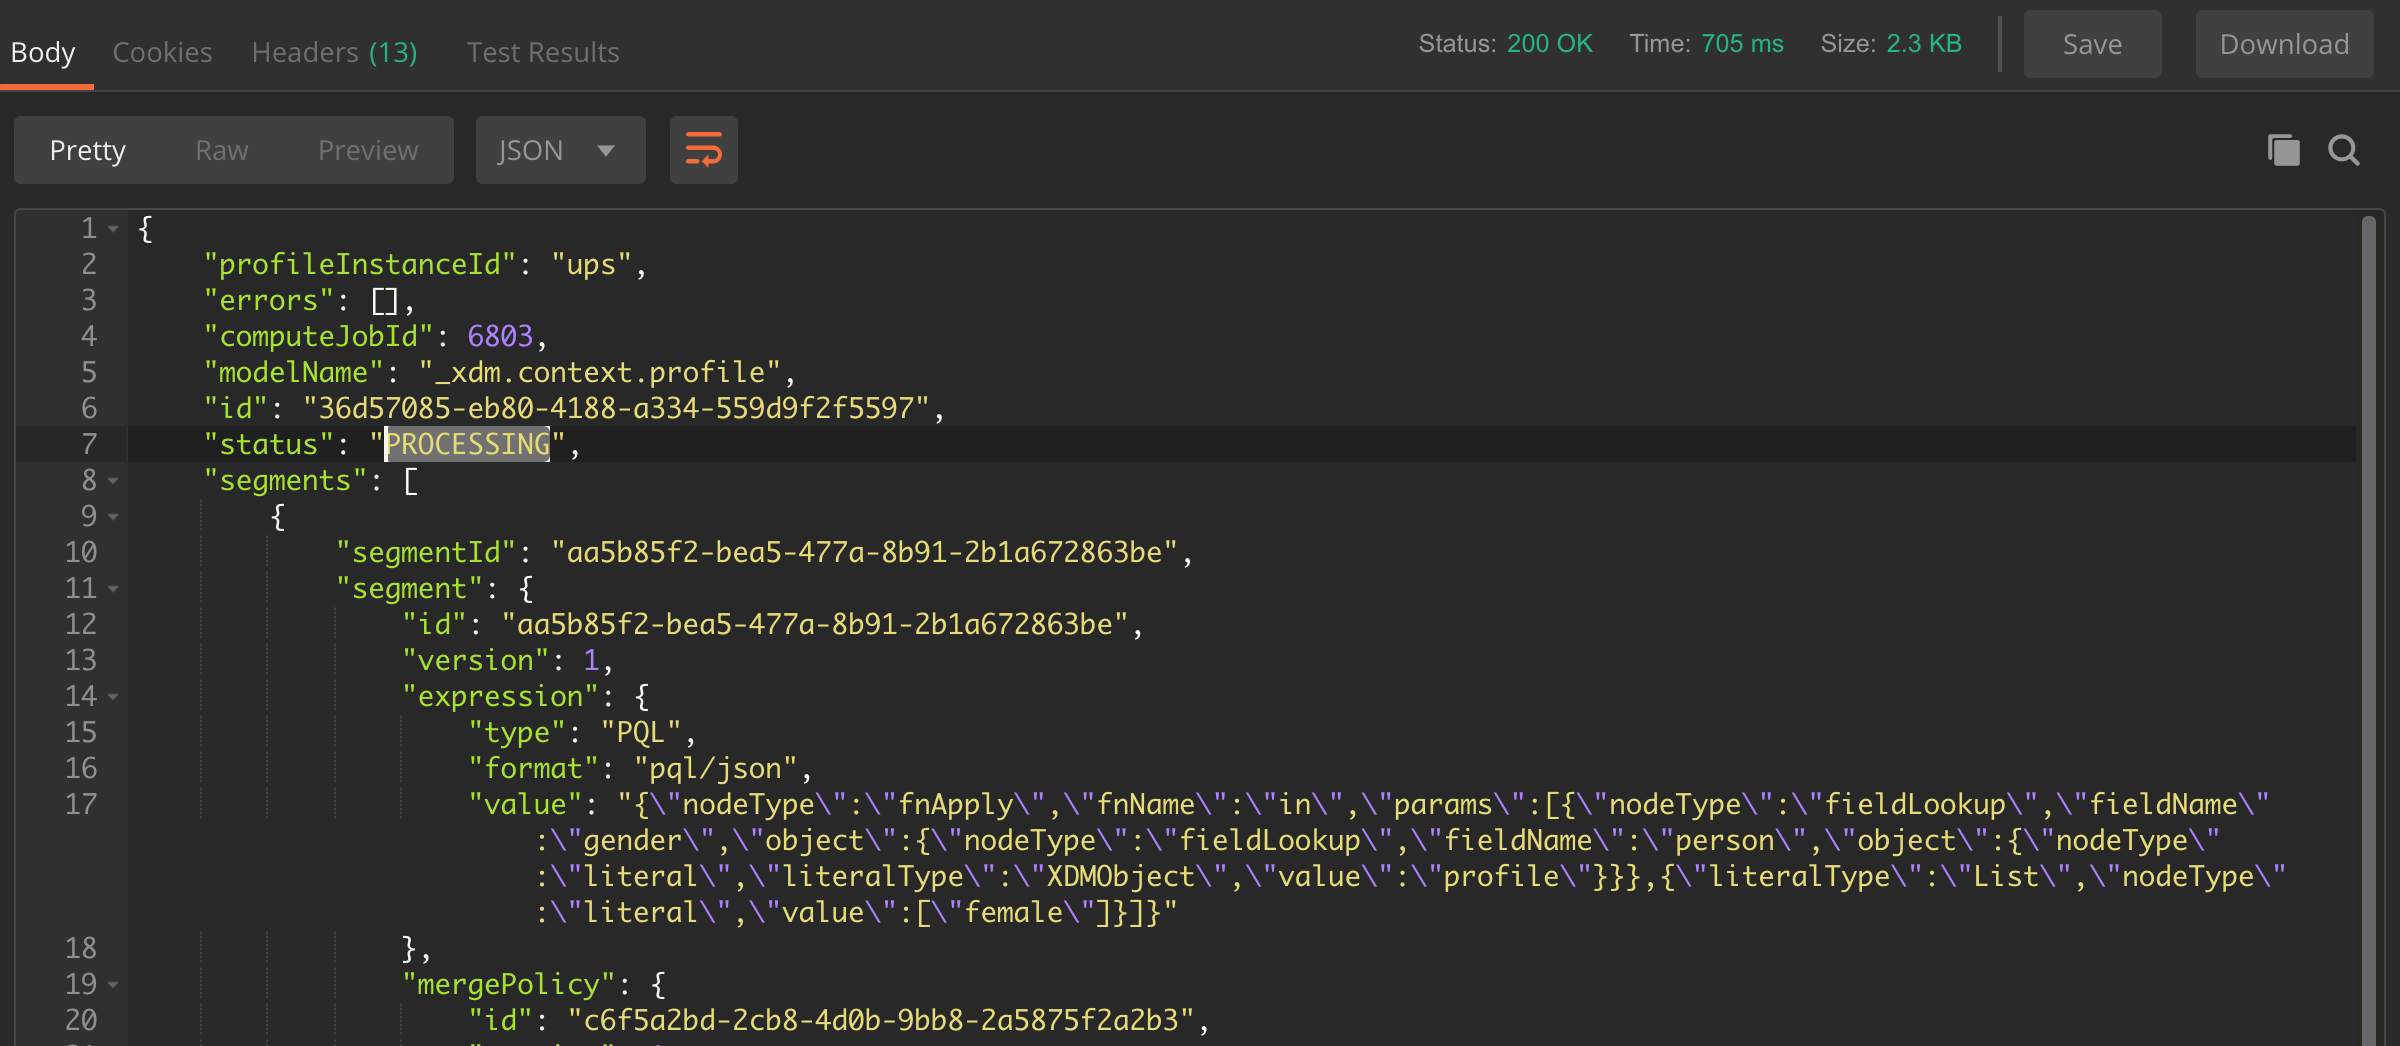 Body Cookies Headers (13) Test Results Status: 200 OK Time: 705 ms Size: 2.3 KB Save Download
Pretty Raw Preview JSON
1 {
2 "profileInstanceId": "ups",
3 "errors": [],
4 "computeJobId": 6803,
5 "modelName": "_xdm.context.profile",
6 "id": "36d57085-eb80-4188-a334-559d9f2f5597",
7 "status": "PROCESSING",
8 "segments": [
9 {
10 "segmentId": "aa5b85f2-bea5-477a-8b91-2b1a672863be",
11 "segment": {
12 "id": "aa5b85f2-bea5-477a-8b91-2b1a672863be",
13 "version": 1,
14 "expression": {
15 "type": "PQL",
16 "format": "pql/json",
17 "value": "{\"nodeType\":\"fnApply\",\"fnName\":\"in\",\"params\":[{\"nodeType\":\"fieldLookup\",\"fieldName\"
:\"gender\",\"object\":{\"nodeType\":\"fieldLookup\",\"fieldName\":\"person\",\"object\":{\"nodeType\"
:\"literal\",\"literalType\":\"XDMObject\",\"value\":\"profile\"}}},{\"literalType\":\"List\",\"nodeType\"
:\"literal\",\"value\":[\"female\"]}]}"
18 },
19 "mergePolicy": {
20 "id": "c6f5a2bd-2cb8-4d0b-9bb8-2a5875f2a2b3",